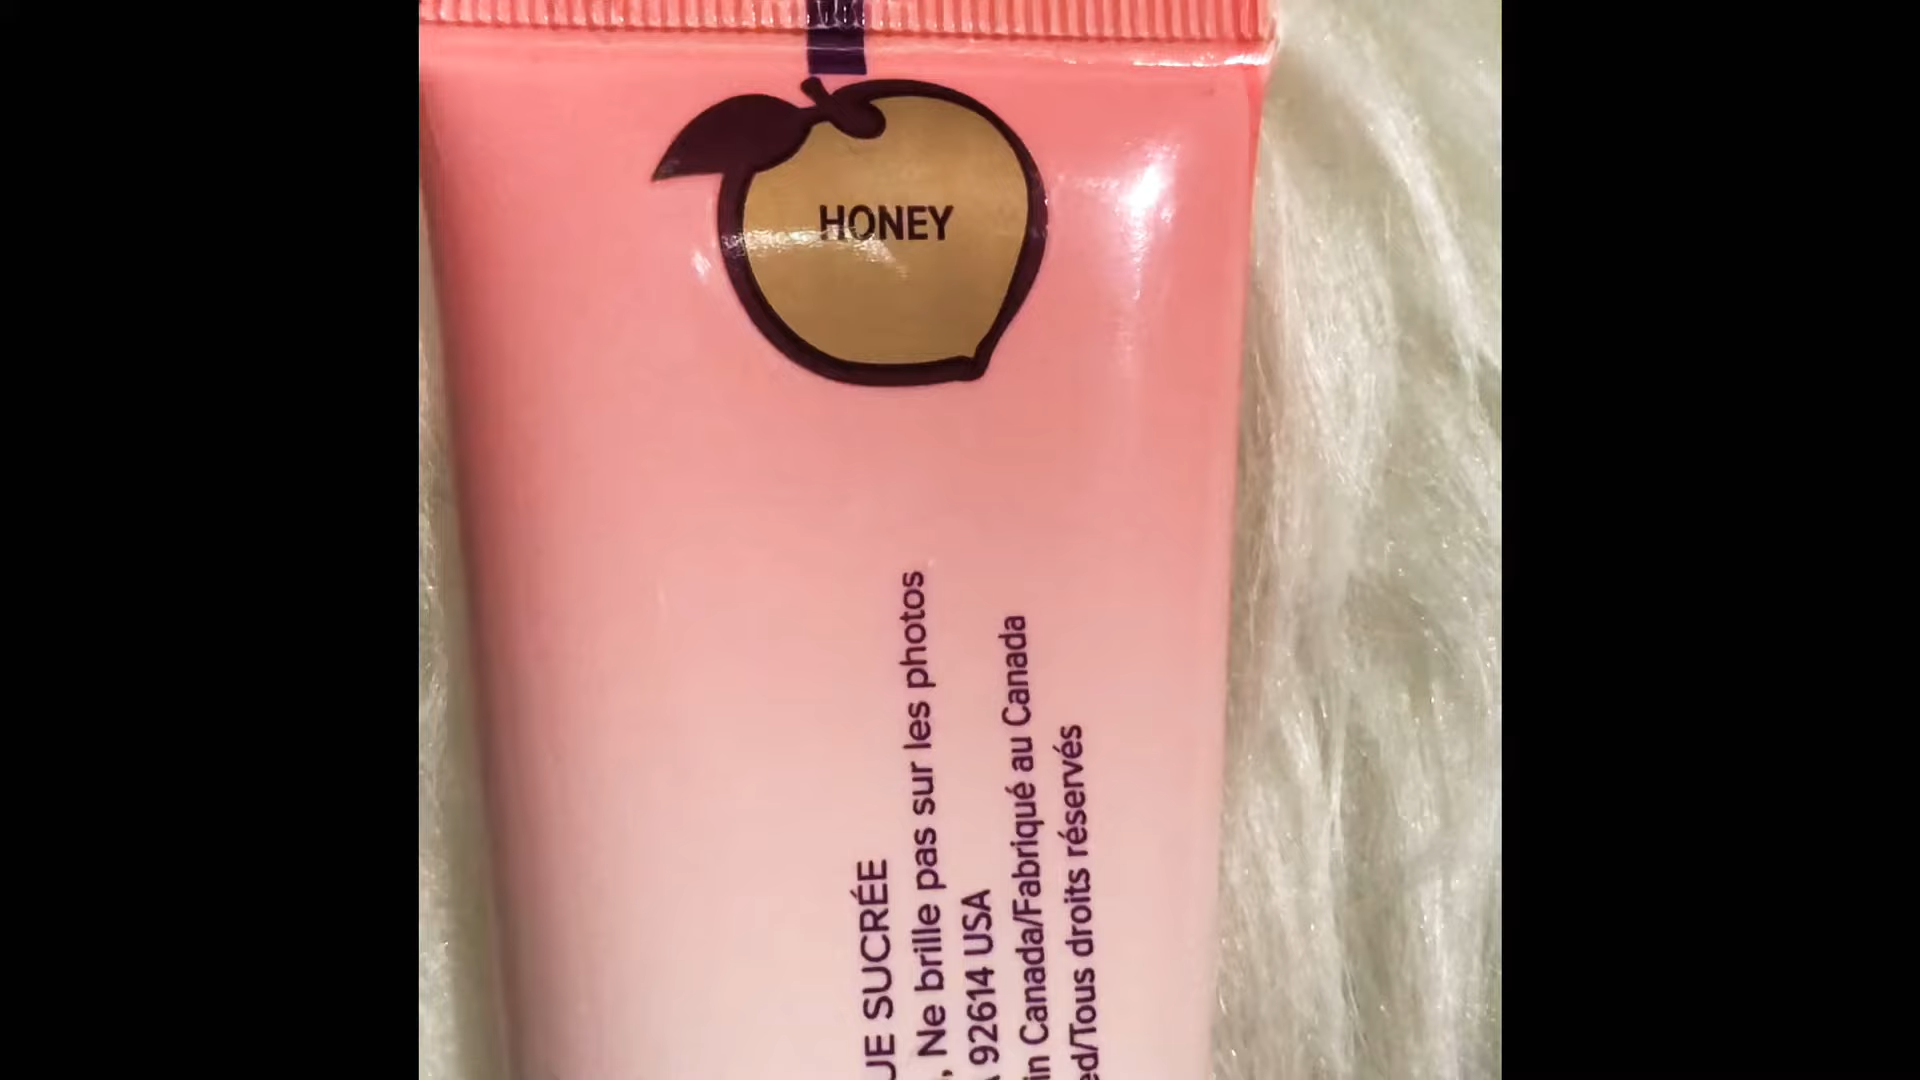 HONEY
UE SUCRÉE
, Ne brille pas sur les photos
92614 USA
in Canada/Fabriqué au Canada
ed/Tous droits réservés